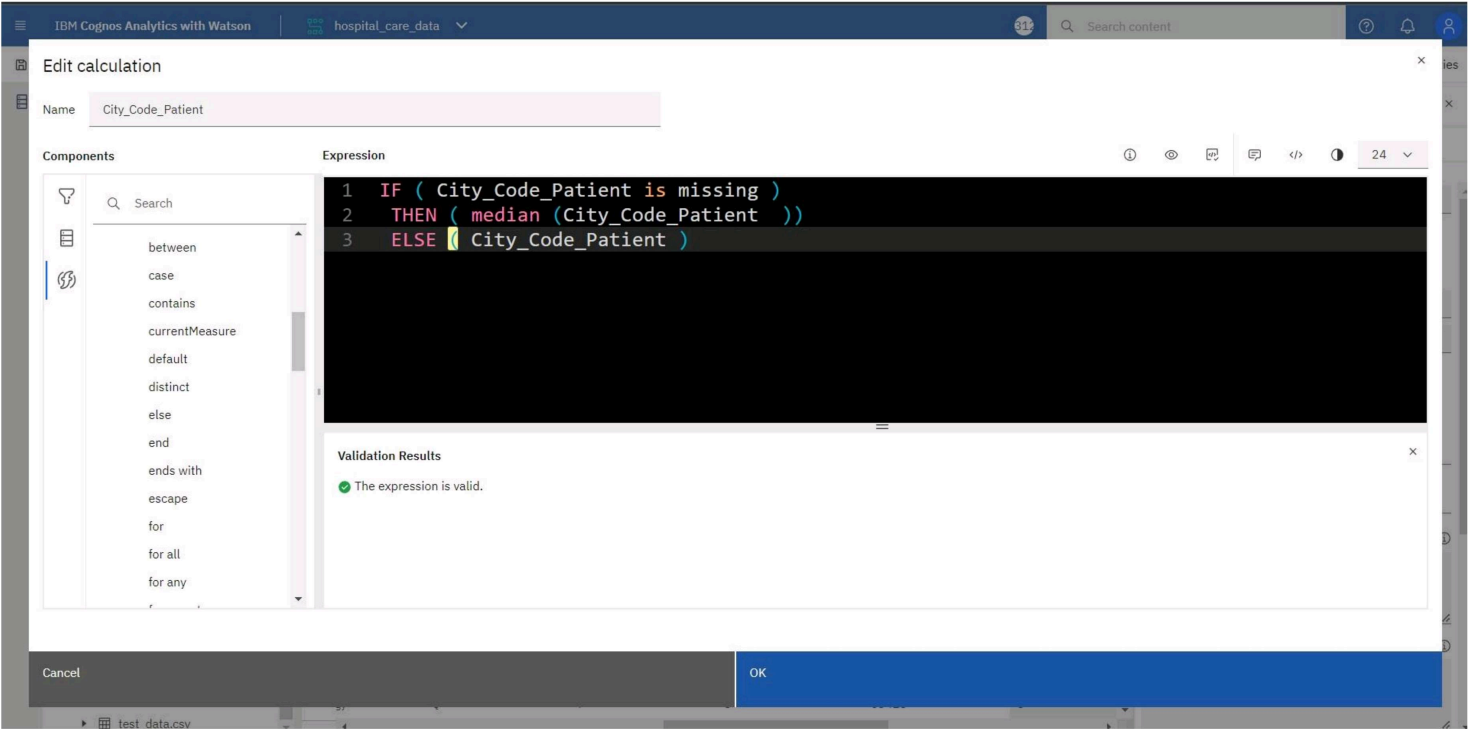 IBM Cognos Analytics with Watson
hospital_care_data
Search content
Edit calculation
ies
Name City_Code_Patient
Components
Expression
24
Search
between
case
contains
currentMeasure
default
distinct
else
end
ends with
escape
for
for all
for any
1 IF ( City_Code_Patient is missing )
2 THEN ( median (City_Code_Patient ))
3 ELSE ( City_Code_Patient )
Validation Results
The expression is valid.
Cancel
OK
test_data.csv